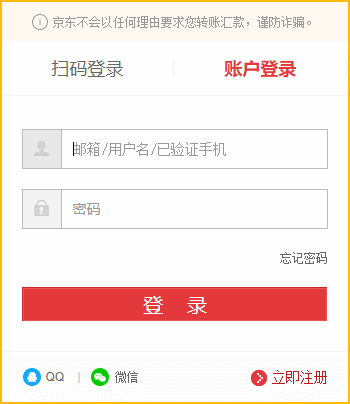 京东不会以任何理由要求您转账汇款，谨防诈骗。
扫码登录 账户登录
邮箱/用户名/已验证手机
密码
忘记密码
登 录
QQ | 微信 立即注册